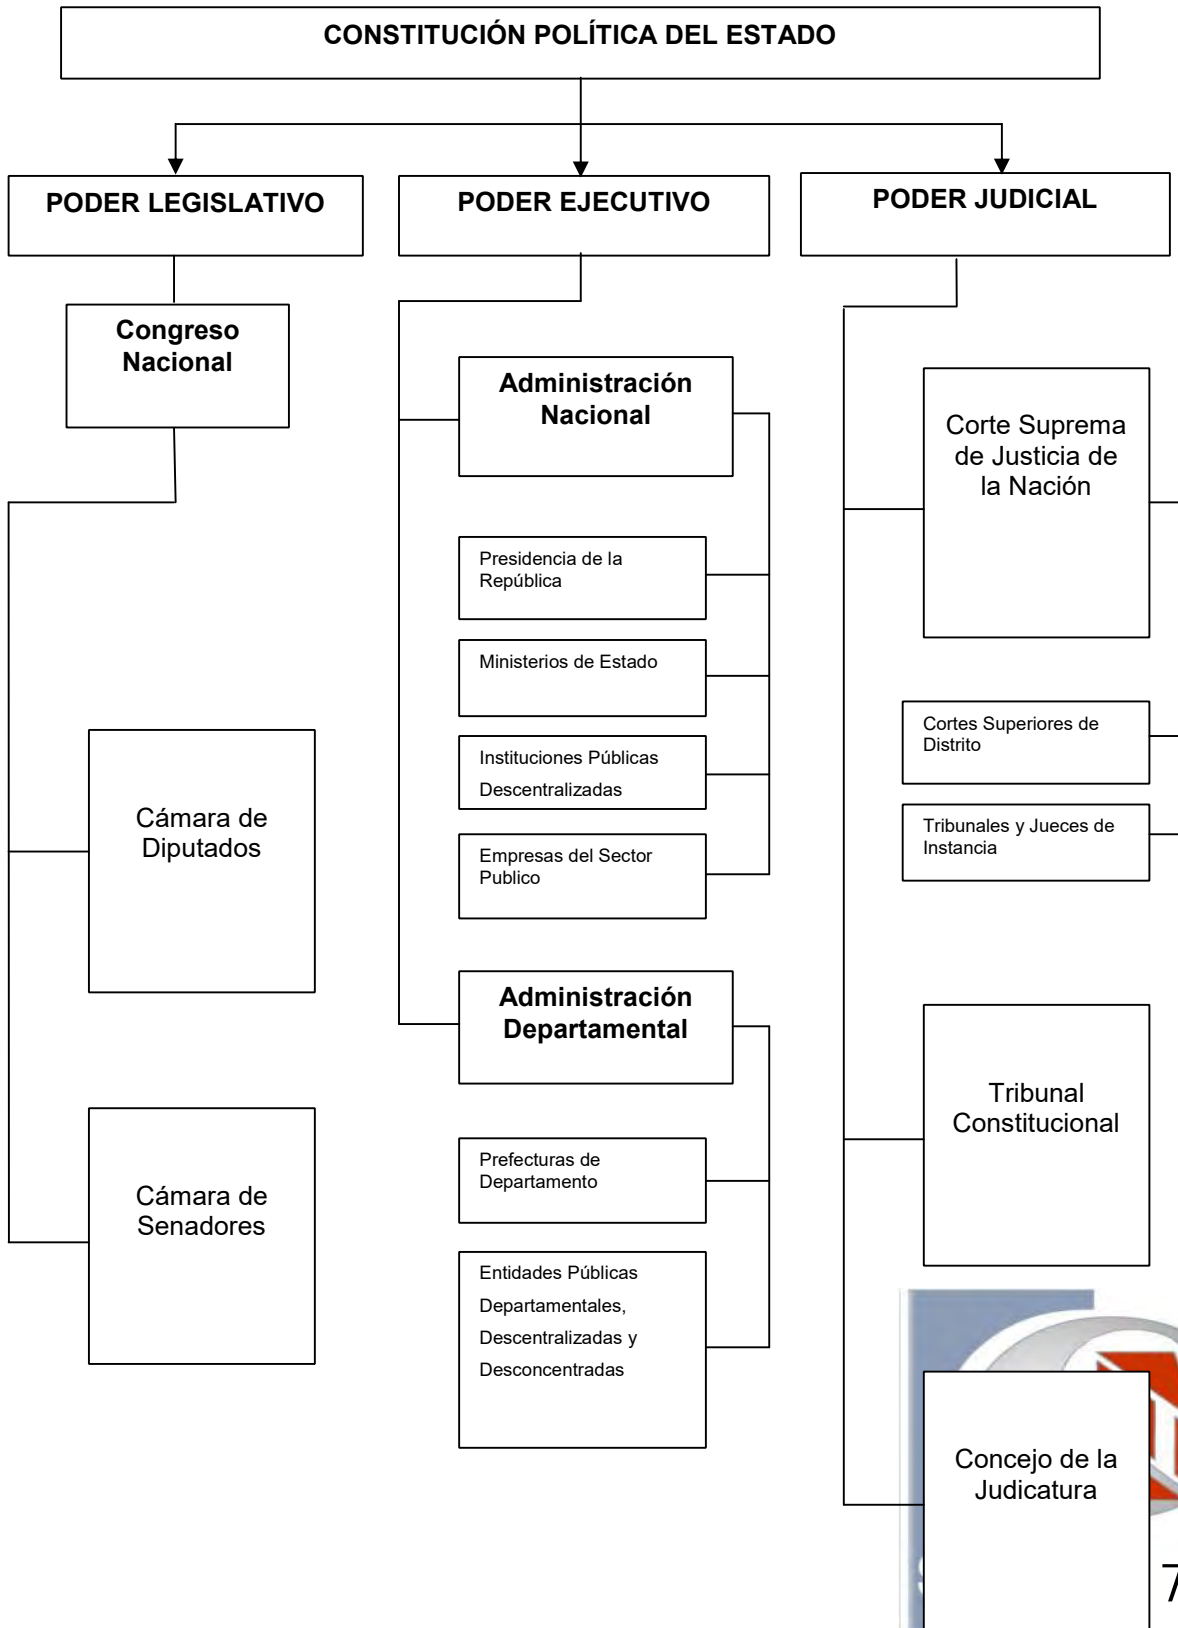 CONSTITUCIÓN POLÍTICA DEL ESTADO
PODER LEGISLATIVO
PODER EJECUTIVO
PODER JUDICIAL
Congreso
Nacional
Cámara de
Diputados
Cámara de
Senadores
Administración
Nacional
Presidencia de la
República
Ministerios de Estado
Instituciones Públicas
Descentralizadas
Empresas del Sector
Publico
Administración
Departamental
Prefecturas de
Departamento
Entidades Públicas
Departamentales,
Descentralizadas y
Desconcentradas
Corte Suprema
de Justicia de
la Nación
Cortes Superiores de
Distrito
Tribunales y Jueces de
Instancia
Tribunal
Constitucional
Concejo de la
Judicatura
7